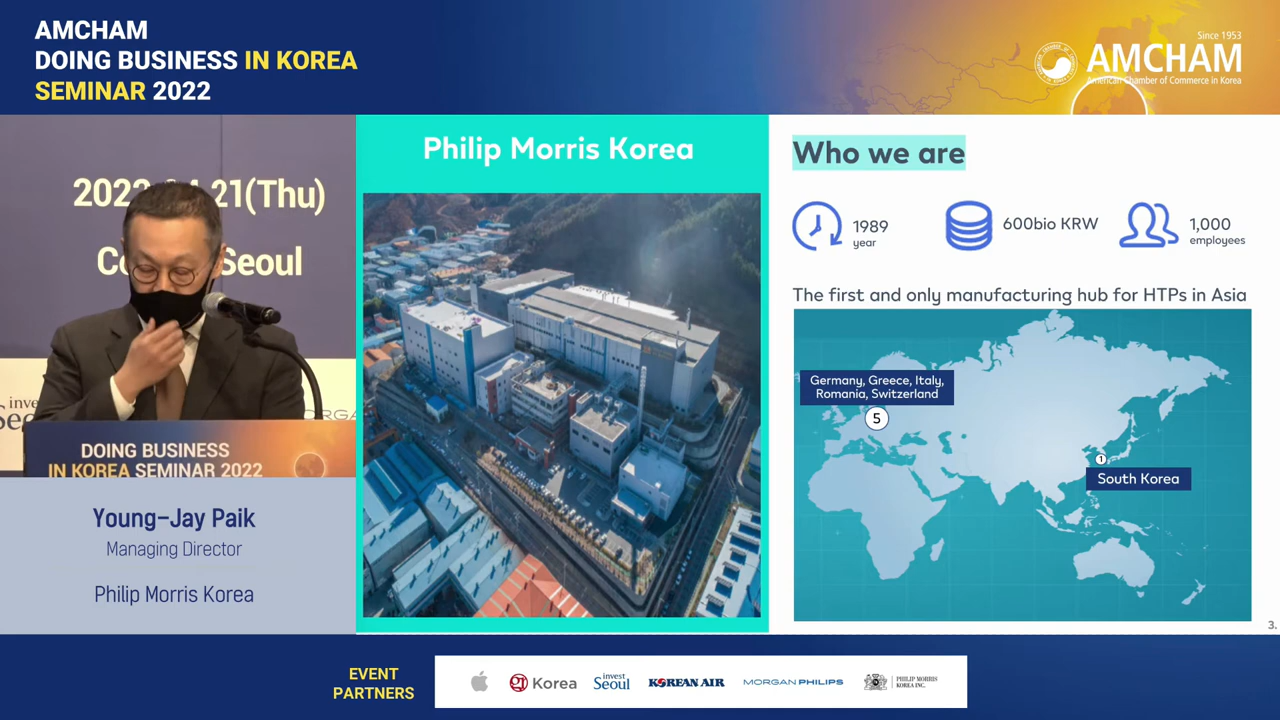 AMCHAM
DOING BUSINESS IN KOREA
SEMINAR 2022
Since 1953
AMCHAM
American Chamber of Commerce in Korea
21(Thu)
Seoul
DOING BUSINESS
IN KOREA SEMINAR 2022
Young-Jay Paik
Managing Director
Philip Morris Korea
Philip Morris Korea
Who we are
1989
year
600bio KRW
1,000
employees
The first and only manufacturing hub for HTPs in Asia
Germany, Greece, Italy,
Romania, Switzerland
5
1
South Korea
3.
EVENT
PARTNERS
Korea
invest
Seoul
KOREAN AIR
MORGAN PHILIPS
PHILIP MORRIS
KOREA INC.